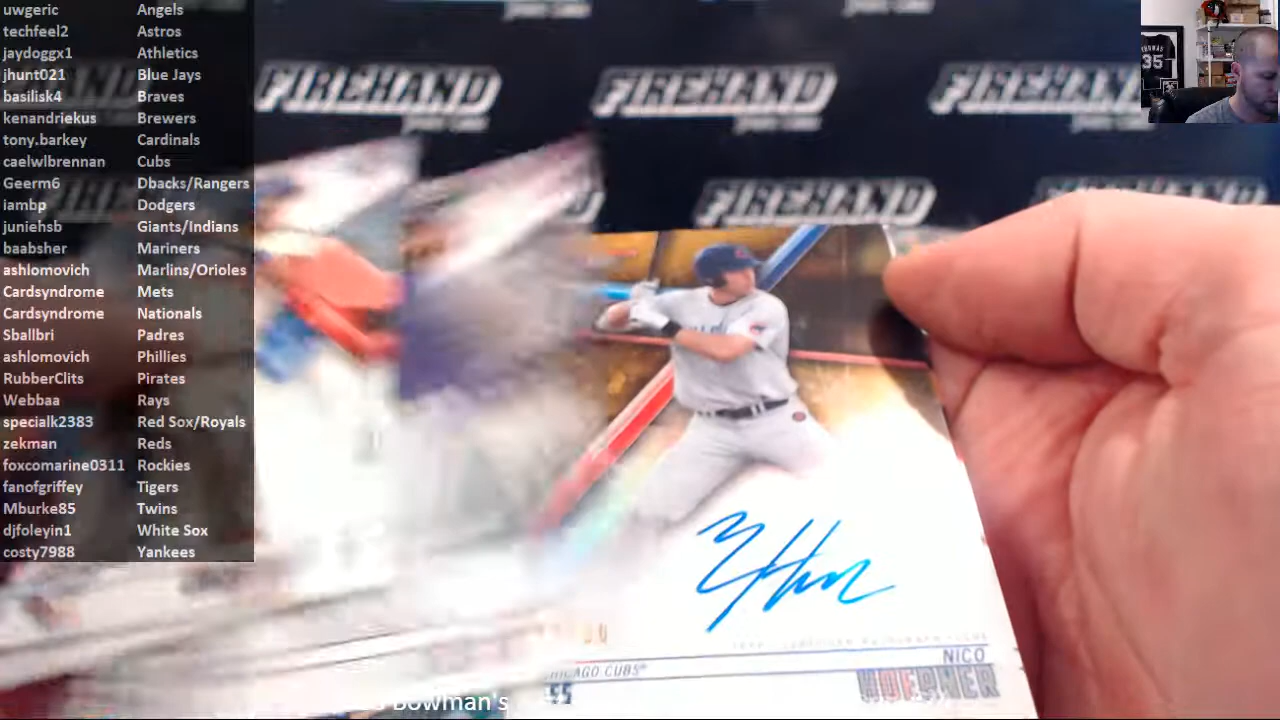 uwgeric Angels
techfeel2 Astros
jaydoggx1 Athletics
jhunt021 Blue Jays
basilisk4 Braves
kenandriekus Brewers
tony.barkey Cardinals
caelwlbrennan Cubs
Geerm6 Dbacks/Rangers
iambp Dodgers
juniehsb Giants/Indians
baabsher Mariners
ashlomovich Marlins/Orioles
Cardsyndrome Mets
Cardsyndrome Nationals
Sballbri Padres
ashlomovich Phillies
RubberClits Pirates
Webbaa Rays
specialk2383 Red Sox/Royals
zekman Reds
foxcomarine0311 Rockies
fanofgriffey Tigers
Mburke85 Twins
djfoleyin1 White Sox
costy7988 Yankees
FIREHAND FIREHAND FIREHAND
FIREHAND
35
CHICAGO CUBS®
NICO
HOERNER
Bowman's